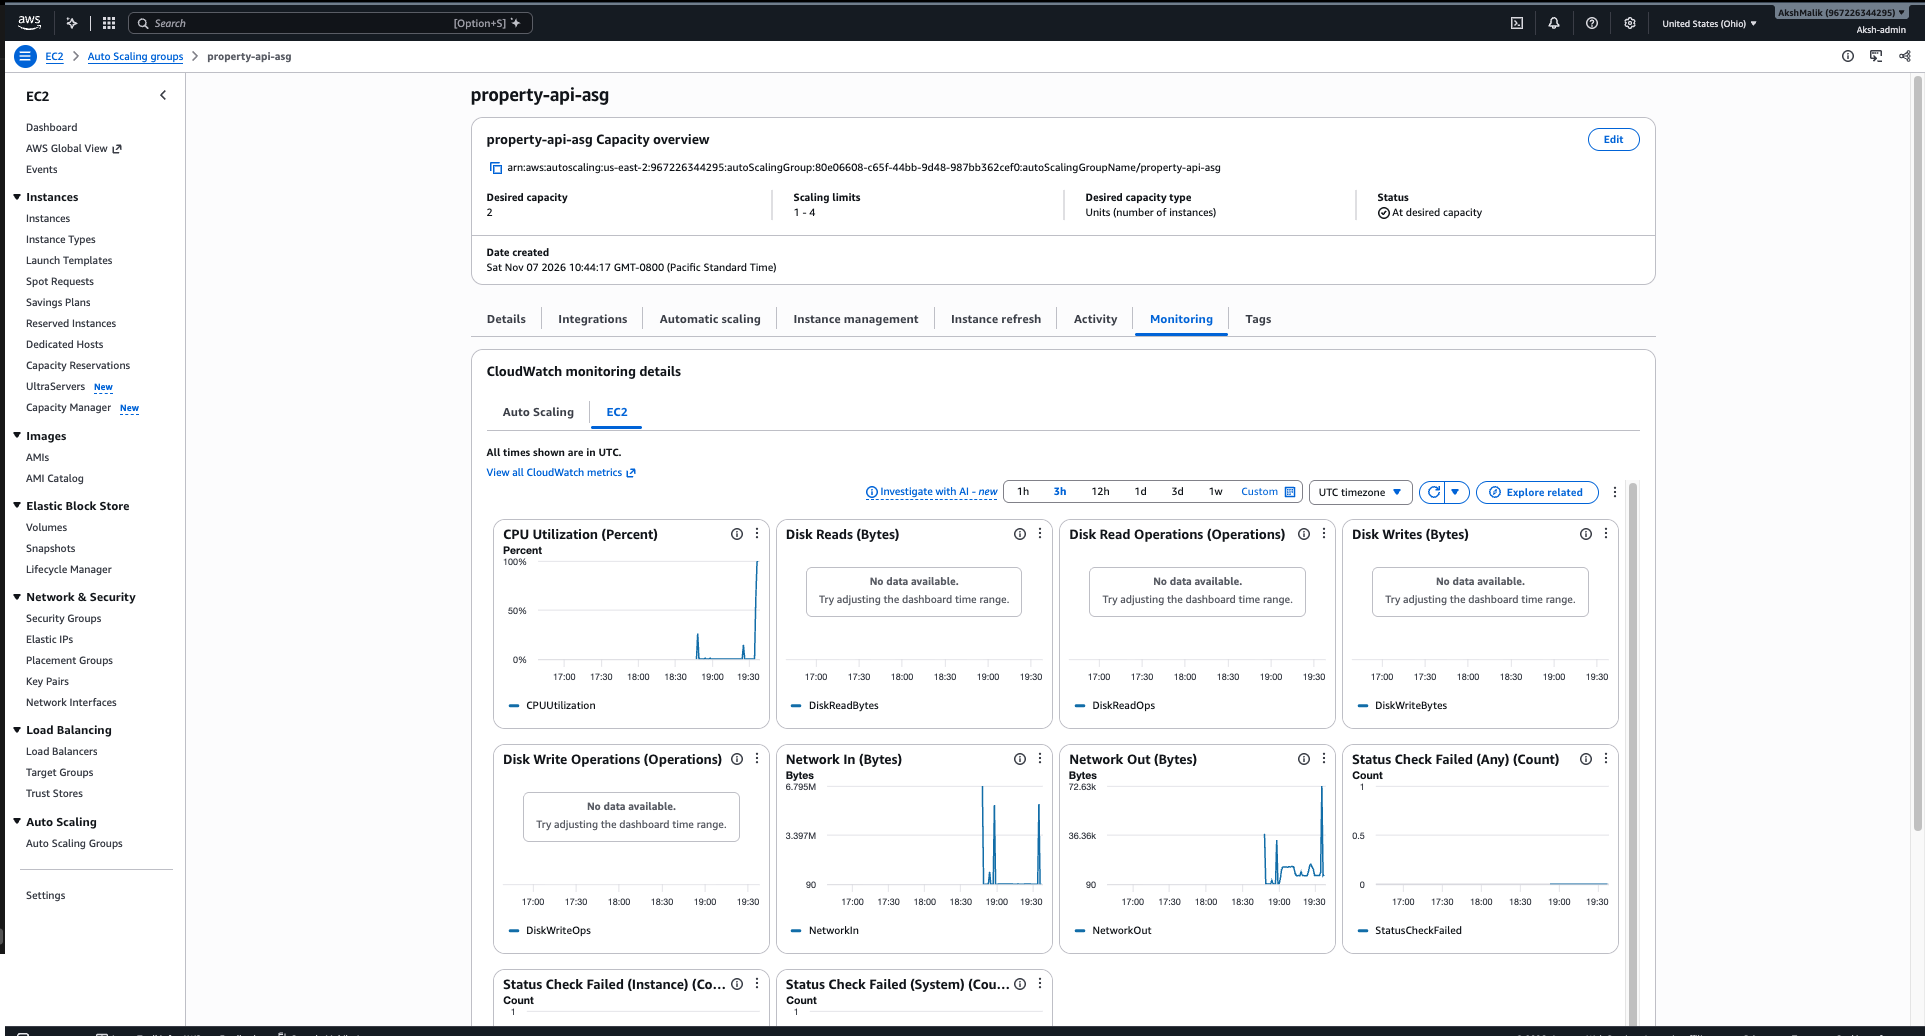 aws
Search
[Option+S]
United States (Ohio)
AkshMalik (967226344295)
Aksh-admin
EC2
Auto Scaling groups
property-api-asg
EC2
Dashboard
AWS Global View
Events
Instances
Instances
Instance Types
Launch Templates
Spot Requests
Savings Plans
Reserved Instances
Dedicated Hosts
Capacity Reservations
UltraServers New
Capacity Manager New
Images
AMIs
AMI Catalog
Elastic Block Store
Volumes
Snapshots
Lifecycle Manager
Network & Security
Security Groups
Elastic IPs
Placement Groups
Key Pairs
Network Interfaces
Load Balancing
Load Balancers
Target Groups
Trust Stores
Auto Scaling
Auto Scaling Groups
Settings
property-api-asg
property-api-asg Capacity overview
Edit
arn:aws:autoscaling:us-east-2:967226344295:autoScalingGroup:80e06608-c65f-44bb-9d48-987bb362cef0:autoScalingGroupName/property-api-asg
Desired capacity
2
Scaling limits
1 - 4
Desired capacity type
Units (number of instances)
Status
At desired capacity
Date created
Sat Nov 07 2026 10:44:17 GMT-0800 (Pacific Standard Time)
Details
Integrations
Automatic scaling
Instance management
Instance refresh
Activity
Monitoring
Tags
CloudWatch monitoring details
Auto Scaling
EC2
All times shown are in UTC.
View all CloudWatch metrics
Investigate with AI - new
1h
3h
12h
1d
3d
1w
Custom
UTC timezone
Explore related
CPU Utilization (Percent)
Percent
100%
50%
0%
17:00 17:30 18:00 18:30 19:00 19:30
CPUUtilization
Disk Reads (Bytes)
No data available.
Try adjusting the dashboard time range.
17:00 17:30 18:00 18:30 19:00 19:30
DiskReadBytes
Disk Read Operations (Operations)
No data available.
Try adjusting the dashboard time range.
17:00 17:30 18:00 18:30 19:00 19:30
DiskReadOps
Disk Writes (Bytes)
No data available.
Try adjusting the dashboard time range.
17:00 17:30 18:00 18:30 19:00 19:30
DiskWriteBytes
Disk Write Operations (Operations)
No data available.
Try adjusting the dashboard time range.
17:00 17:30 18:00 18:30 19:00 19:30
DiskWriteOps
Network In (Bytes)
Bytes
6.795M
3.397M
90
17:00 17:30 18:00 18:30 19:00 19:30
NetworkIn
Network Out (Bytes)
Bytes
72.63k
36.36k
90
17:00 17:30 18:00 18:30 19:00 19:30
NetworkOut
Status Check Failed (Any) (Count)
Count
1
0.5
0
17:00 17:30 18:00 18:30 19:00 19:30
StatusCheckFailed
Status Check Failed (Instance) (Co...
Count
1
Status Check Failed (System) (Cou...
Count
1